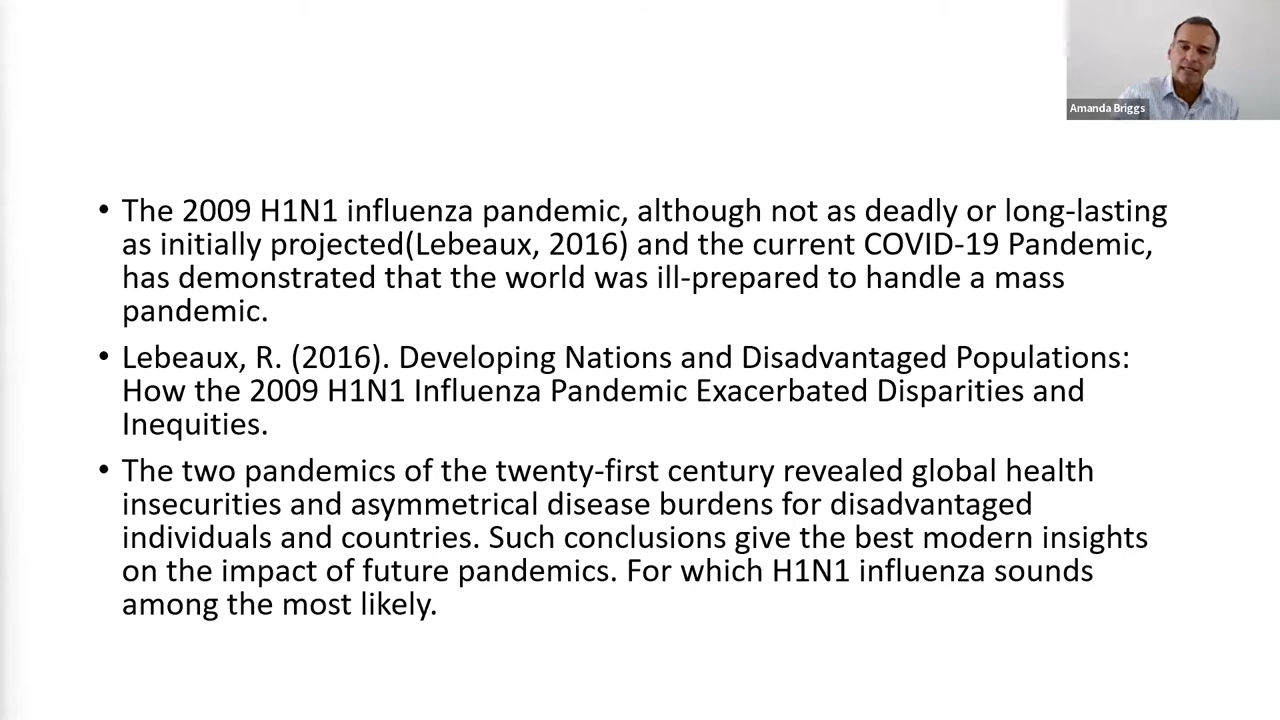 Amanda Briggs
• The 2009 H1N1 influenza pandemic, although not as deadly or long-lasting
as initially projected(Lebeaux, 2016) and the current COVID-19 Pandemic,
has demonstrated that the world was ill-prepared to handle a mass
pandemic.
• Lebeaux, R. (2016). Developing Nations and Disadvantaged Populations:
How the 2009 H1N1 Influenza Pandemic Exacerbated Disparities and
Inequities.
• The two pandemics of the twenty-first century revealed global health
insecurities and asymmetrical disease burdens for disadvantaged
individuals and countries. Such conclusions give the best modern insights
on the impact of future pandemics. For which H1N1 influenza sounds
among the most likely.